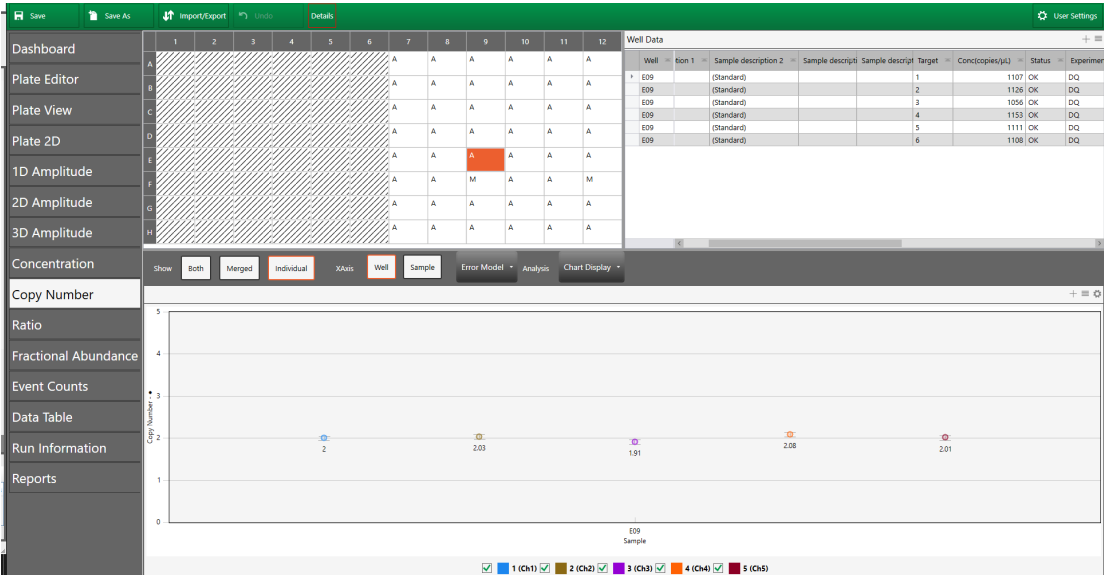 Save Save As Import/Export Undo Details User Settings
Dashboard
Plate Editor
Plate View
Plate 2D
1D Amplitude
2D Amplitude
3D Amplitude
Concentration
Copy Number
Ratio
Fractional Abundance
Event Counts
Data Table
Run Information
Reports
1 2 3 4 5 6 7 8 9 10 11 12
A A A A A A A
B A A A A A A
C A A A A A A
D A A A A A A
E A A A A A A
F A A M A A M
G A A A A A A
H A A A A A A
Well Data
Well tion 1 Sample description 2 Sample descripti Sample descript Target Conc(copies/µL) Status Experimen
E09 (Standard) 1 1107 OK DQ
E09 (Standard) 2 1126 OK DQ
E09 (Standard) 3 1056 OK DQ
E09 (Standard) 4 1153 OK DQ
E09 (Standard) 5 1111 OK DQ
E09 (Standard) 6 1108 OK DQ
Show Both Merged Individual XAxis Well Sample Error Model Analysis Chart Display
Copy Number - ●
5
4
3
2
1
0
2 2.03 1.91 2.08 2.01
E09
Sample
1 (Ch1) 2 (Ch2) 3 (Ch3) 4 (Ch4) 5 (Ch5)